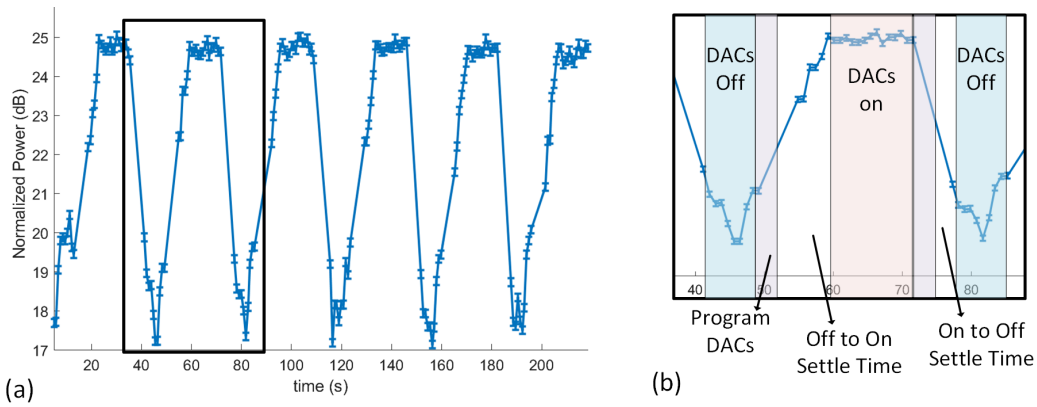 25
24
23
22
21
20
19
18
17
Normalized Power (dB)
20 40 60 80 100 120 140 160 180 200
time (s)
(a)
DACs
Off
DACs
on
DACs
Off
40 50 60 70 80
Program
DACs
Off to On
Settle Time
On to Off
Settle Time
(b)